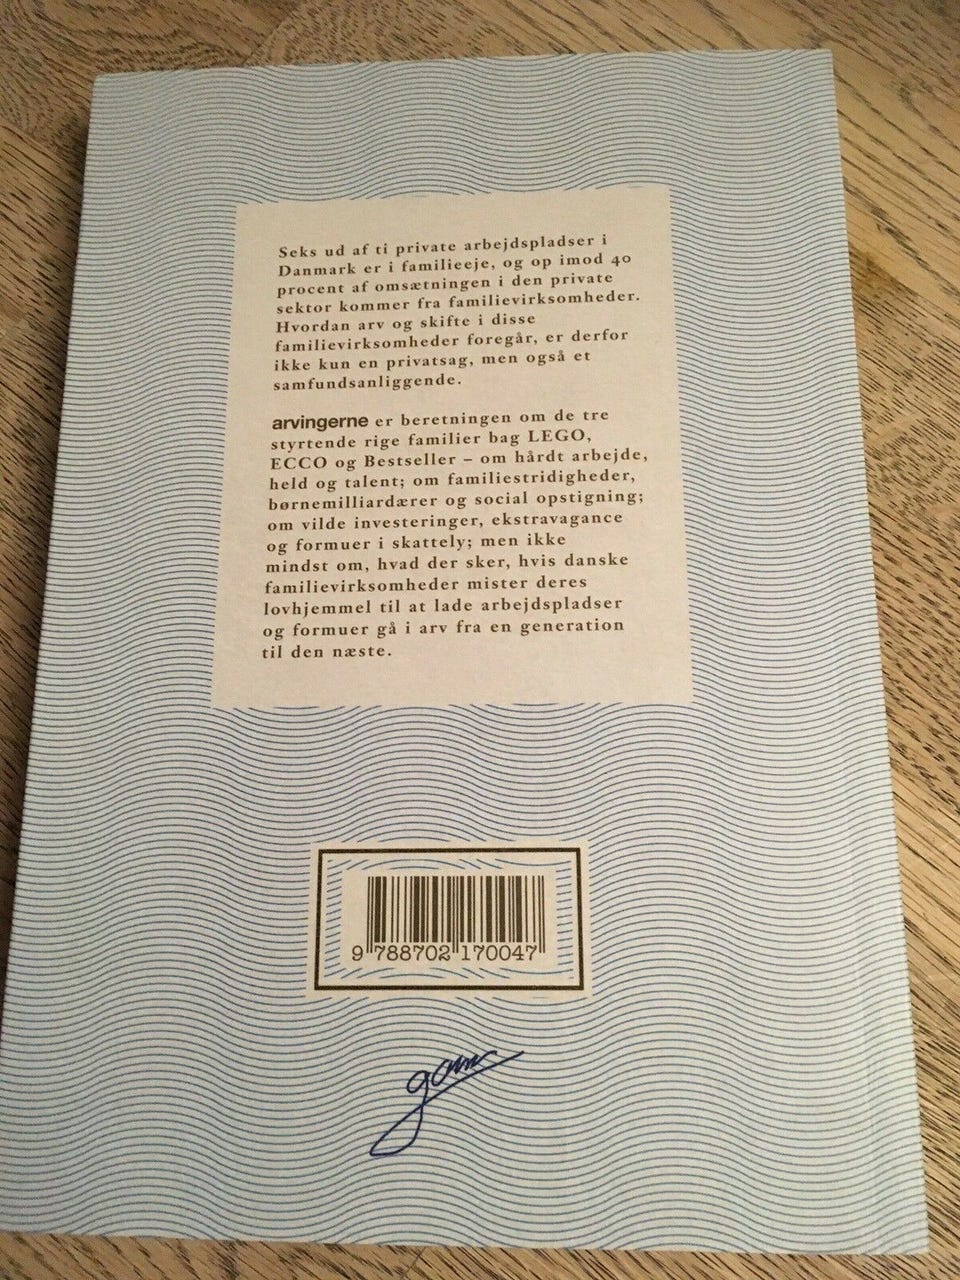 Seks ud af ti private arbejdspladser i
Danmark er i familieeje, og op imod 40
procent af omsætningen i den private
sektor kommer fra familievirksomheder.
Hvordan arv og skifte i disse
familievirksomheder foregår, er derfor
ikke kun en privatsag, men også et
samfundsanliggende.
arvingerne er beretningen om de tre
styrtende rige familier bag LEGO,
ECCO og Bestseller – om hårdt arbejde,
held og talent; om familiestridigheder,
børnemilliardærer og social opstigning;
om vilde investeringer, ekstravagance
og formuer i skattely; men ikke
mindst om, hvad der sker, hvis danske
familievirksomheder mister deres
lovhjemmel til at lade arbejdspladser
og formuer gå i arv fra en generation
til den næste.
9 788702 170047